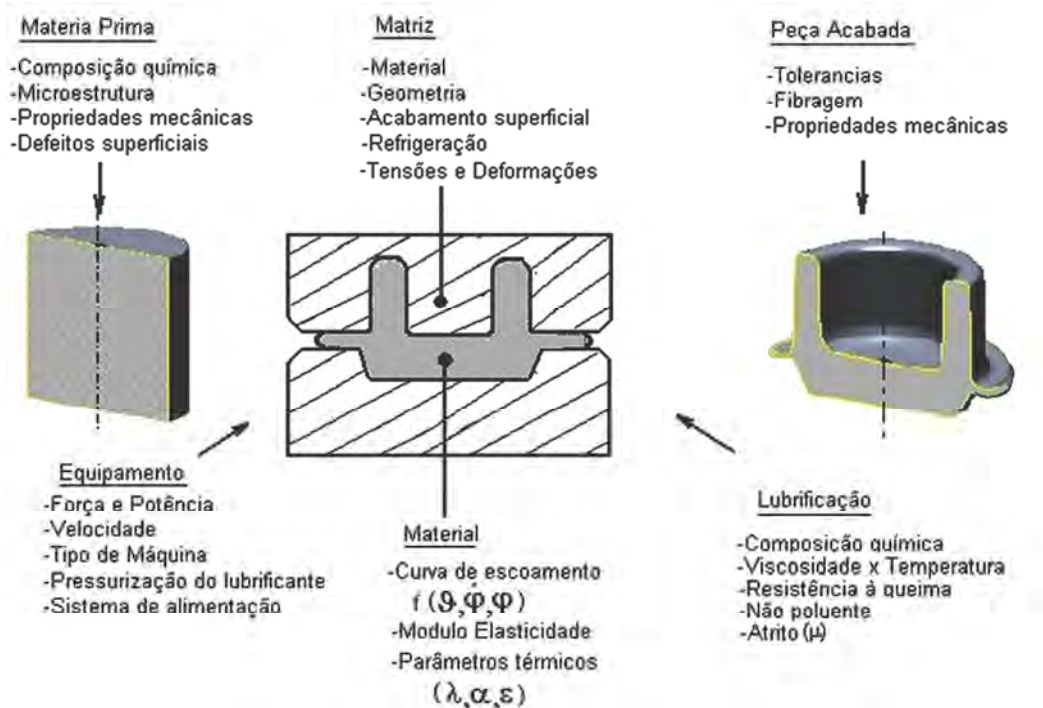 Materia Prima
-Composição química
-Microestrutura
-Propriedades mecânicas
-Defeitos superficiais
Matriz
-Material
-Geometria
-Acabamento superficial
-Refrigeração
-Tensões e Deformações
Peça Acabada
-Tolerancias
-Fibragem
-Propriedades mecânicas
Equipamento
-Força e Potência
-Velocidade
-Tipo de Máquina
-Pressurização do lubrificante
-Sistema de alimentação
Material
-Curva de escoamento
f (ϑ,φ̇,φ)
-Modulo Elasticidade
-Parâmetros térmicos
(λ,α,ε)
Lubrificação
-Composição química
-Viscosidade x Temperatura
-Resistência à queima
-Não poluente
-Atrito (μ)